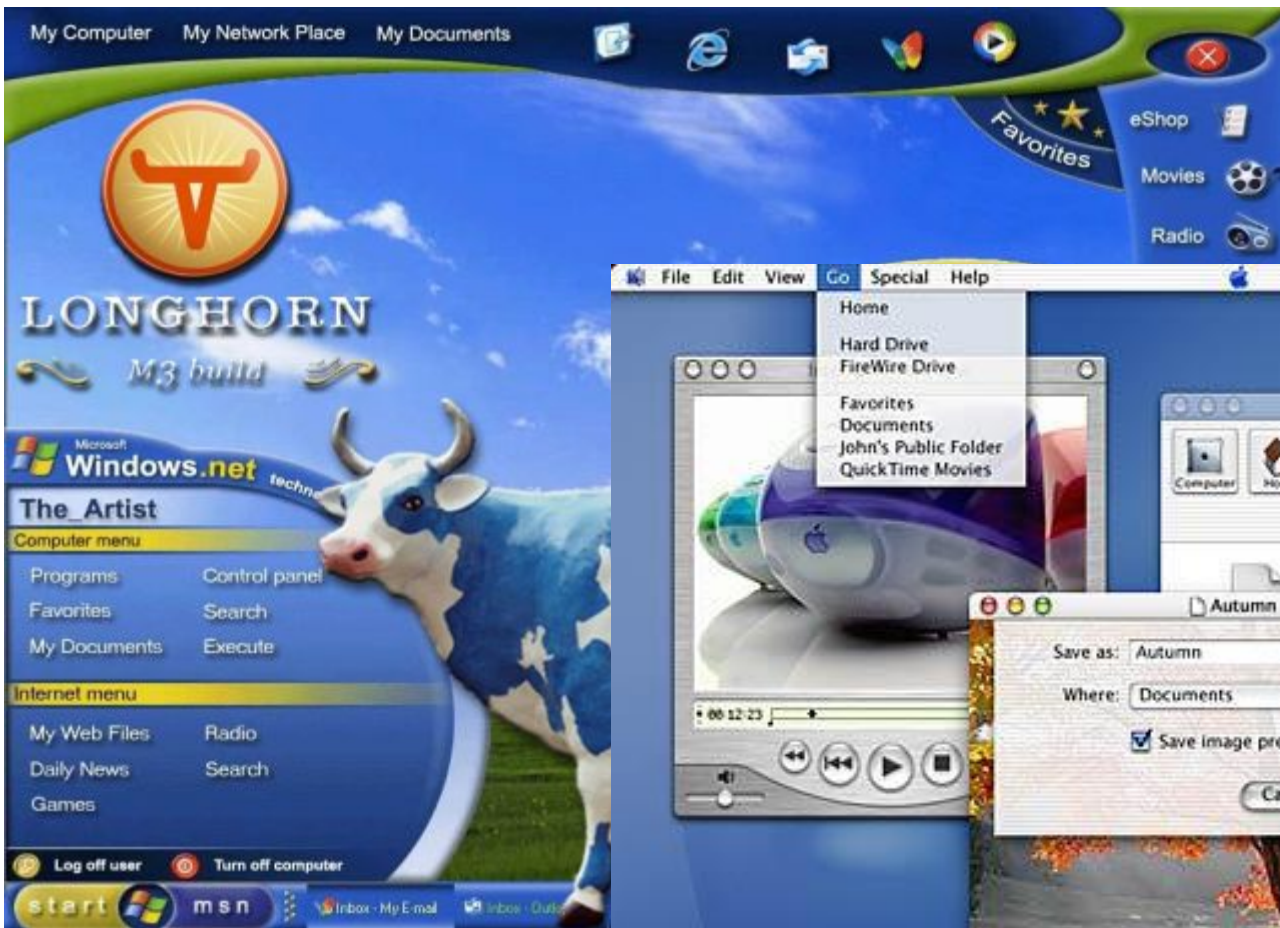 My Computer My Network Place My Documents
Favorites
eShop
Movies
Radio
LONGHORN
M3 build
Microsoft
Windows.net
The_Artist
Computer menu
Programs Control panel
Favorites Search
My Documents Execute
Internet menu
My Web Files Radio
Daily News Search
Games
Log off user Turn off computer
start msn Inbox - My E-mail Inbox -
File Edit View Go Special Help
Home
Hard Drive
FireWire Drive
Favorites
Documents
John's Public Folder
QuickTime Movies
Computer
00:12:23
Autumn
Save as: Autumn
Where: Documents
Save image pre
Ca